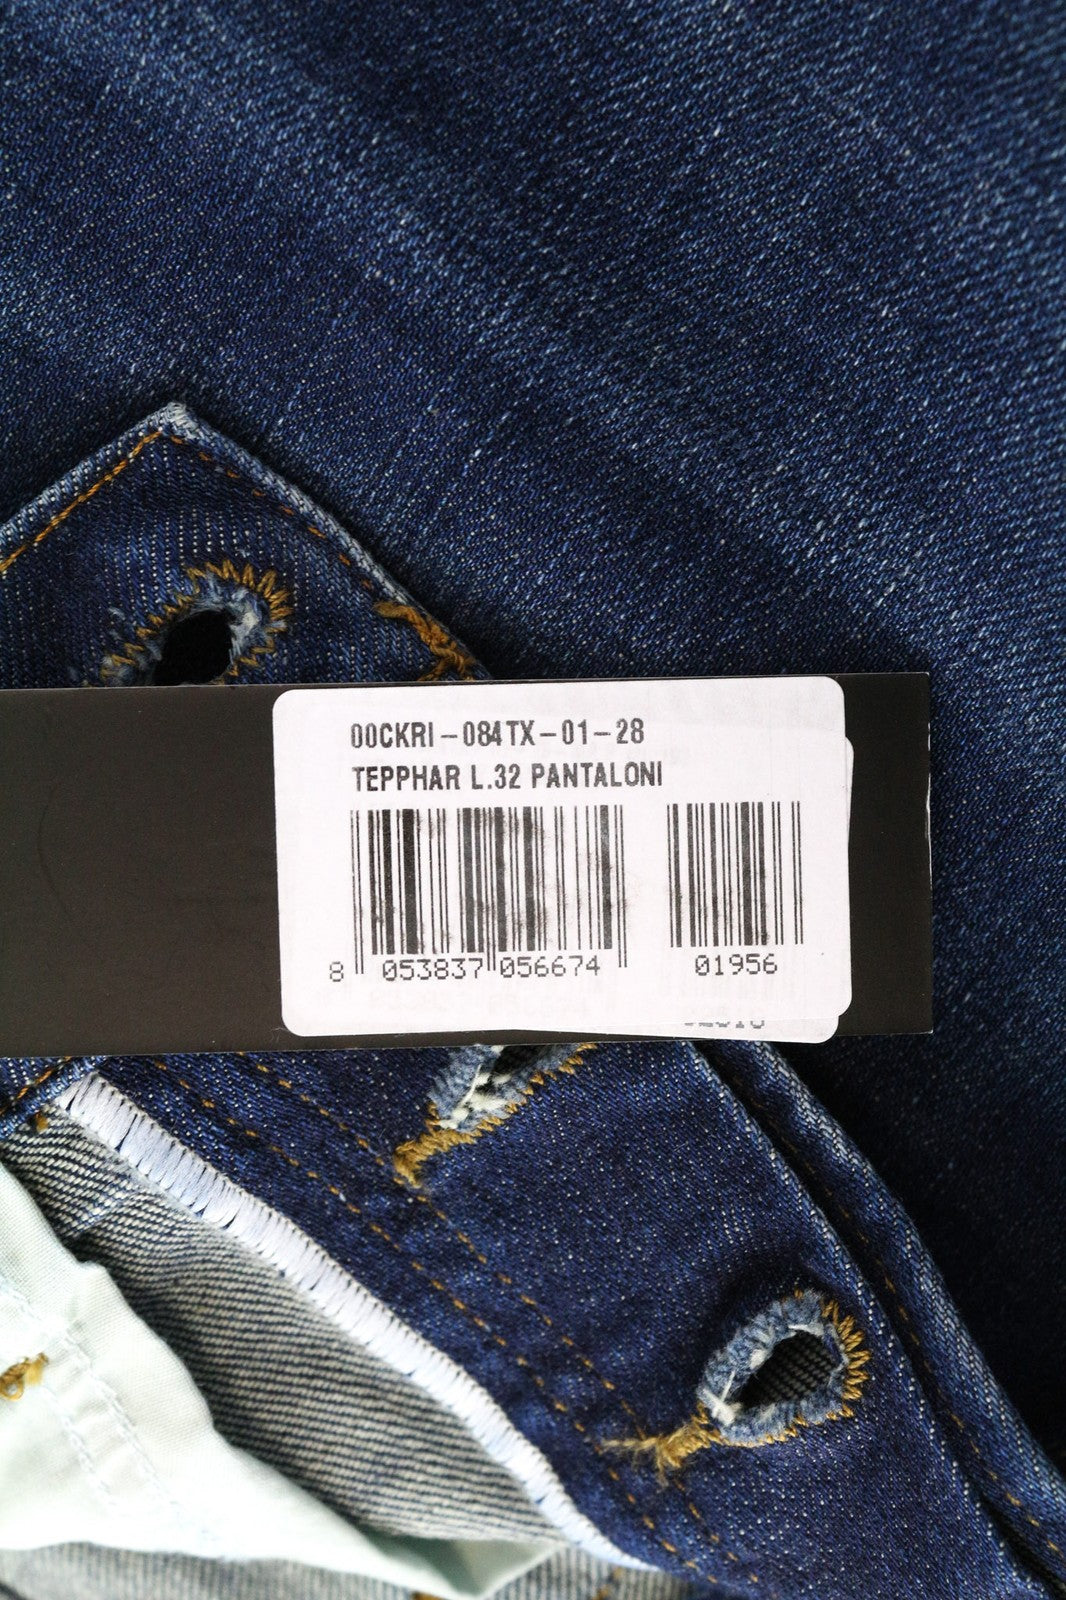 00CKRI-084TX-01-28
TEPPHAR L.32 PANTALONI
8 053837 056674 01956